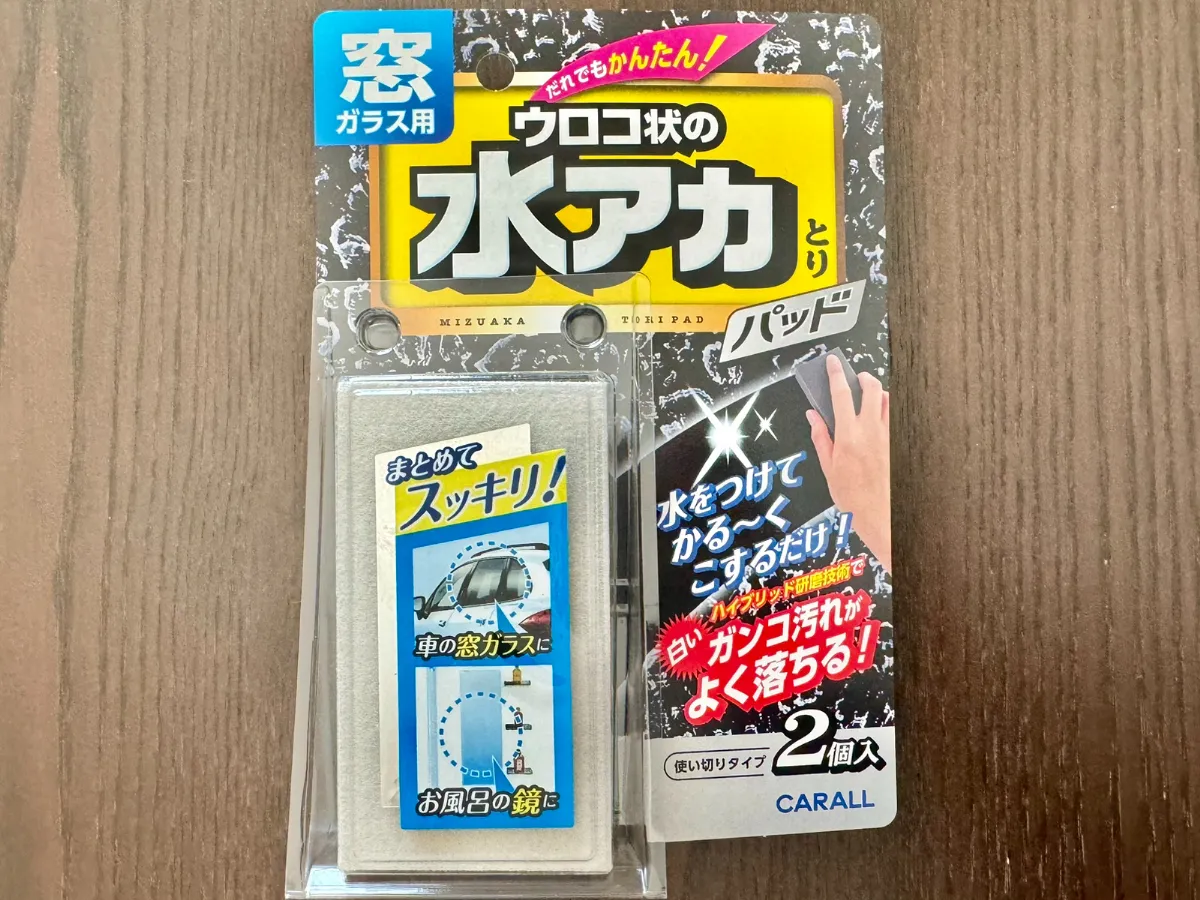 窓
ガラス用
だれでもかんたん!
ウロコ状の
水アカ
とり
MIZUAKA TORI PAD
パッド
まとめて
スッキリ!
車の窓ガラスに
お風呂の鏡に
水をつけて
かる〜く
こするだけ!
ハイブリッド研磨技術で
白いガンコ汚れが
よく落ちる!
使い切りタイプ 2個入
CARALL